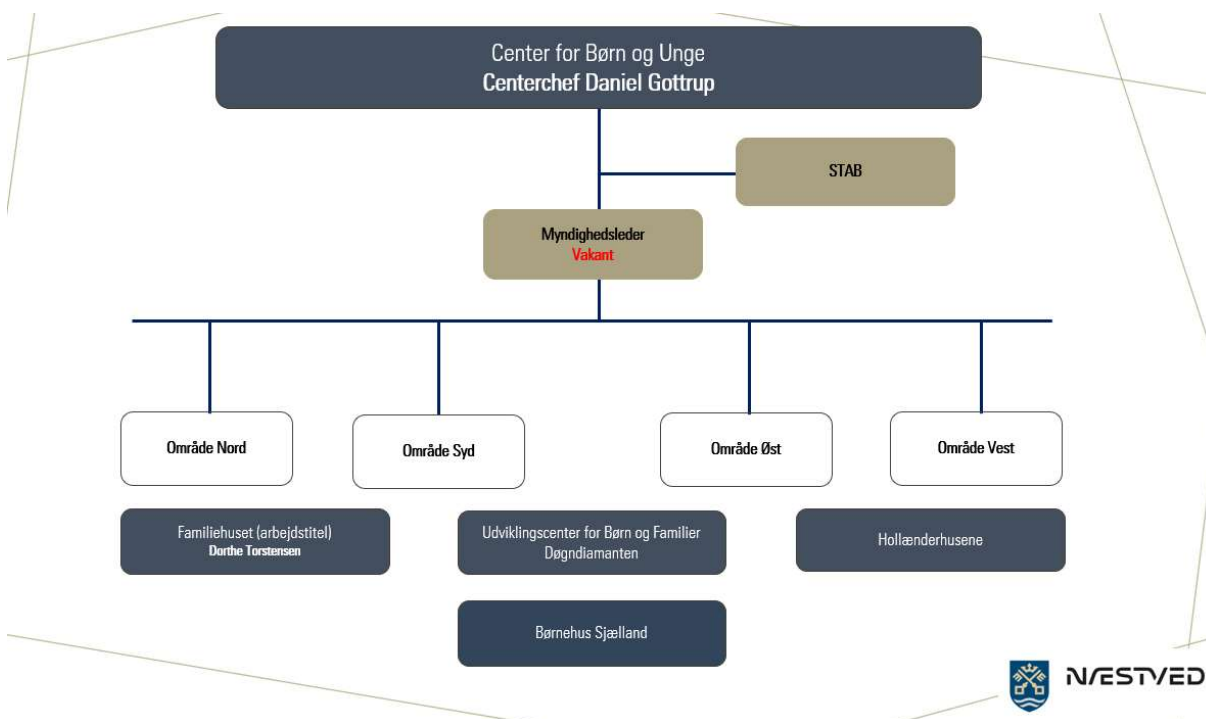 Center for Børn og Unge
Centerchef Daniel Gottrup
STAB
Myndighedsleder
Vakant
Område Nord
Område Syd
Område Øst
Område Vest
Familiehuset (arbejdstitel)
Dorthe Torstensen
Udviklingscenter for Børn og Familier
Døgndiamanten
Hollænderhusene
Børnehus Sjælland
NÆSTVED